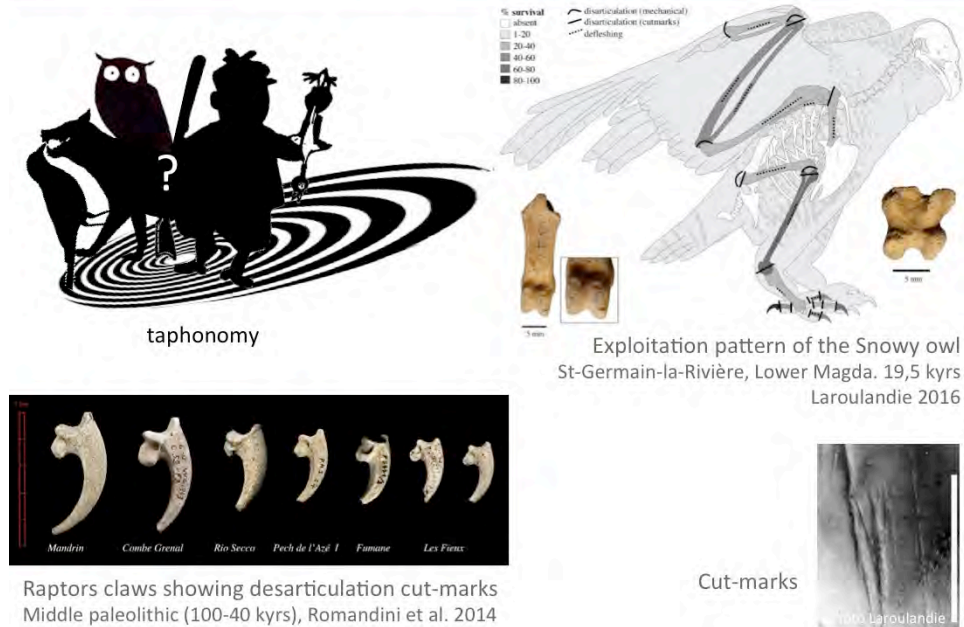 % survival
absent
1-20
20-40
40-60
60-80
80-100
disarticulation (mechanical)
disarticulation (cutmarks)
defleshing
?
taphonomy
5 mm
5 mm
Exploitation pattern of the Snowy owl
St-Germain-la-Rivière, Lower Magda. 19,5 kyrs
Laroulandie 2016
Mandrin
Combe Grenal
Rio Secco
Pech de l'Azé I
Fumane
Les Fieux
Raptors claws showing desarticulation cut-marks
Middle paleolithic (100-40 kyrs), Romandini et al. 2014
Cut-marks
Laroulandie